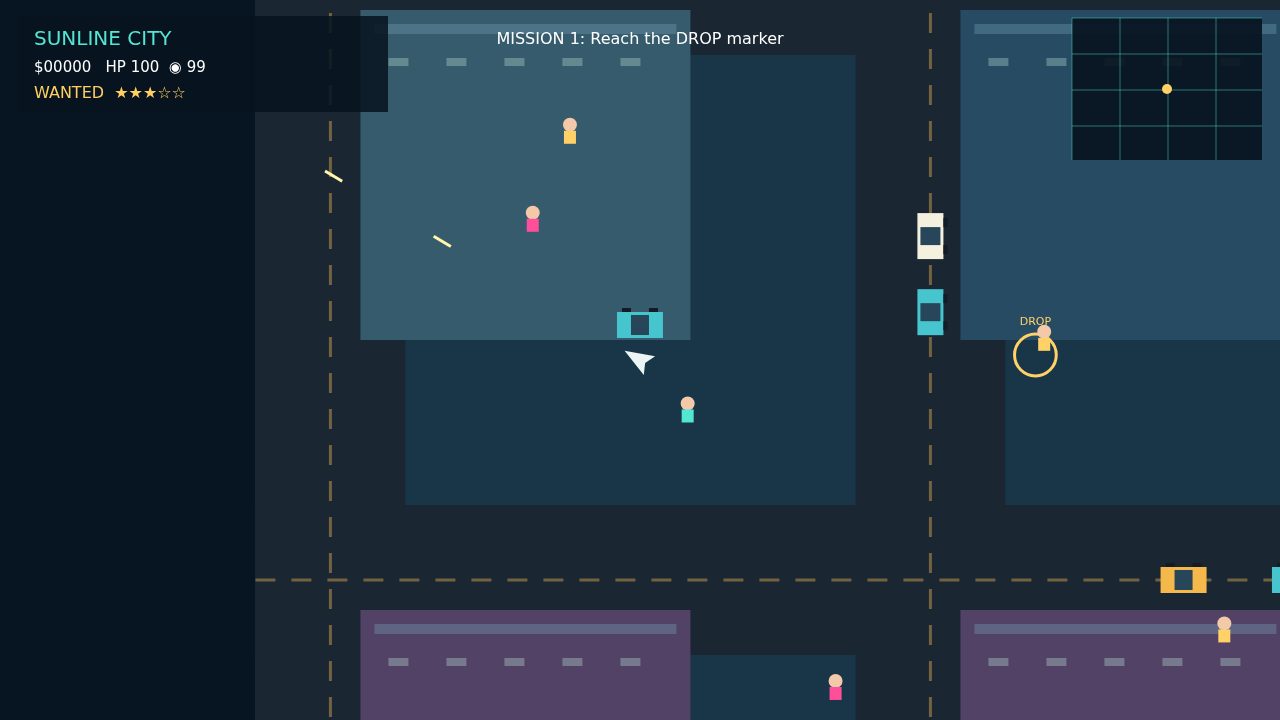 SUNLINE CITY
$00000 HP 100 ◉ 99
WANTED ★★★☆☆
MISSION 1: Reach the DROP marker
DROP